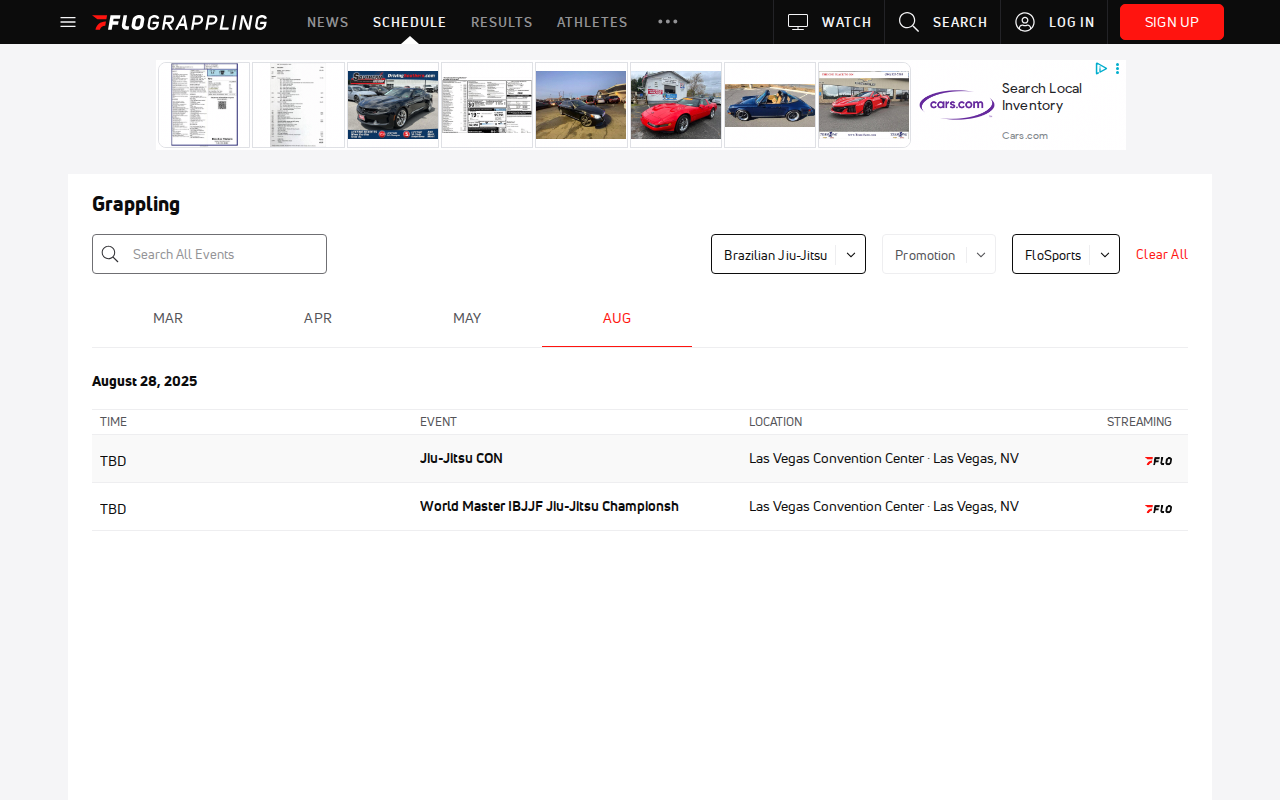 FLOGRAPPLING NEWS SCHEDULE RESULTS ATHLETES ••• WATCH SEARCH LOG IN SIGN UP
cars.com
Search Local
Inventory
Cars.com
Grappling
Search All Events
Brazilian Jiu-Jitsu
Promotion
FloSports
Clear All
MAR APR MAY AUG
August 28, 2025
TIME EVENT LOCATION STREAMING
TBD Jiu-Jitsu CON Las Vegas Convention Center · Las Vegas, NV FLO
TBD World Master IBJJF Jiu-Jitsu Championsh Las Vegas Convention Center · Las Vegas, NV FLO